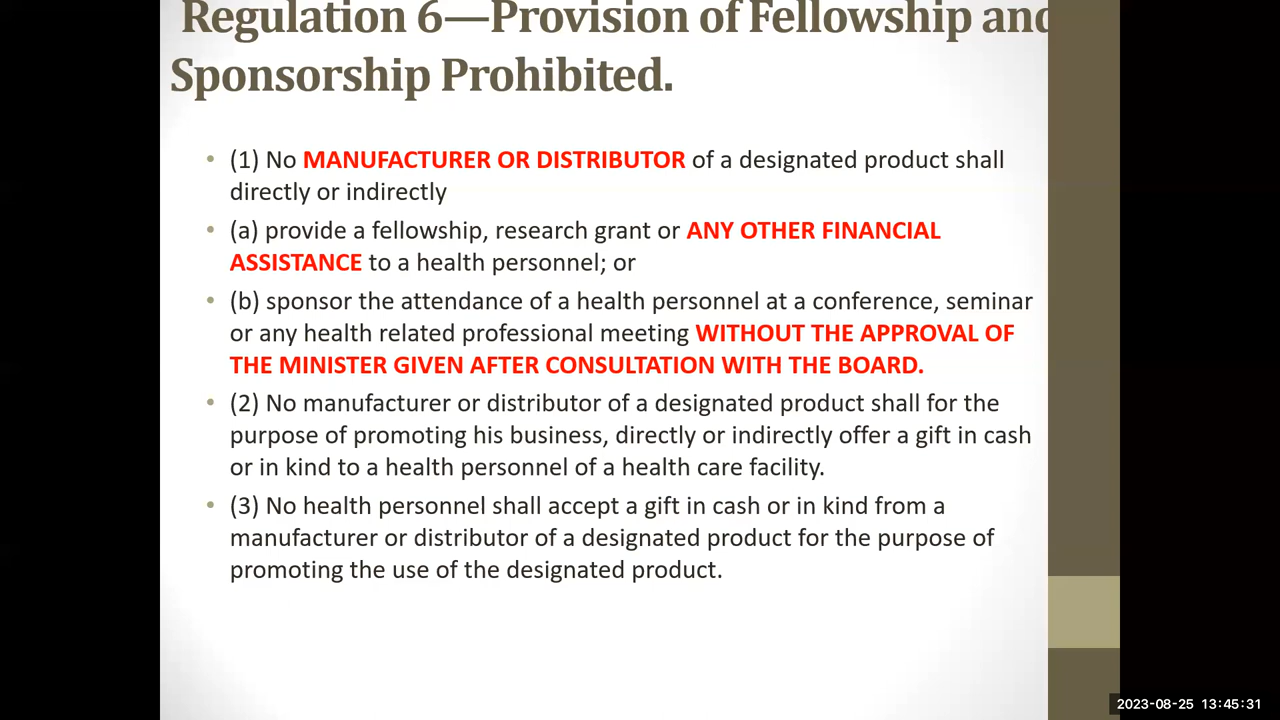 Regulation 6—Provision of Fellowship and
Sponsorship Prohibited.
• (1) No MANUFACTURER OR DISTRIBUTOR of a designated product shall
directly or indirectly
• (a) provide a fellowship, research grant or ANY OTHER FINANCIAL
ASSISTANCE to a health personnel; or
• (b) sponsor the attendance of a health personnel at a conference, seminar
or any health related professional meeting WITHOUT THE APPROVAL OF
THE MINISTER GIVEN AFTER CONSULTATION WITH THE BOARD.
• (2) No manufacturer or distributor of a designated product shall for the
purpose of promoting his business, directly or indirectly offer a gift in cash
or in kind to a health personnel of a health care facility.
• (3) No health personnel shall accept a gift in cash or in kind from a
manufacturer or distributor of a designated product for the purpose of
promoting the use of the designated product.
2023-08-25 13:45:31